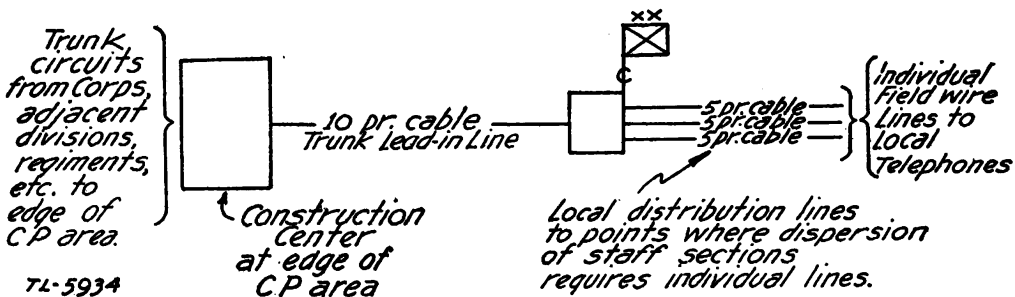 Trunk
circuits
from Corps,
adjacent
divisions,
regiments,
etc. to
edge of
CP area.
TL-5934
Construction
Center
at edge of
CP area
10 pr. cable
Trunk Lead-in Line
XX
C
5 pr. cable
5 pr. cable
5 pr. cable
Local distribution lines
to points where dispersion
of staff sections
requires individual lines.
Individual
Field wire
Lines to
Local
Telephones